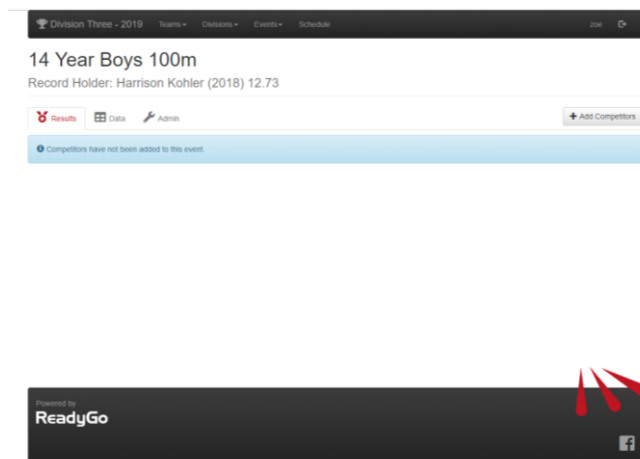 Division Three - 2019 Teams Divisions Events Schedule zoe
14 Year Boys 100m
Record Holder: Harrison Kohler (2018) 12.73
Results Data Admin + Add Competitors
Competitors have not been added to this event.
Powered by
ReadyGo